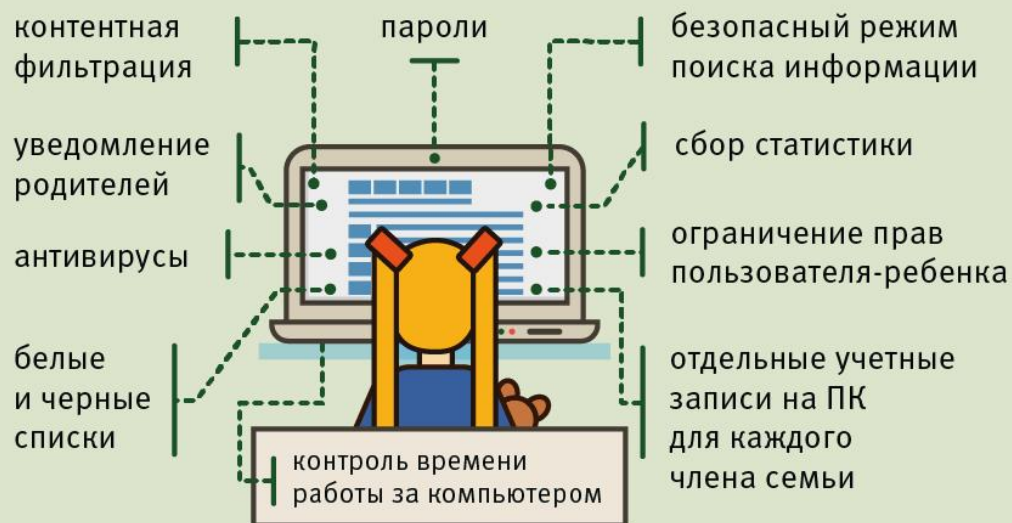 контентная
фильтрация
пароли
безопасный режим
поиска информации
уведомление
родителей
сбор статистики
антивирусы
ограничение прав
пользователя-ребенка
белые
и черные
списки
отдельные учетные
записи на ПК
для каждого
члена семьи
контроль времени
работы за компьютером